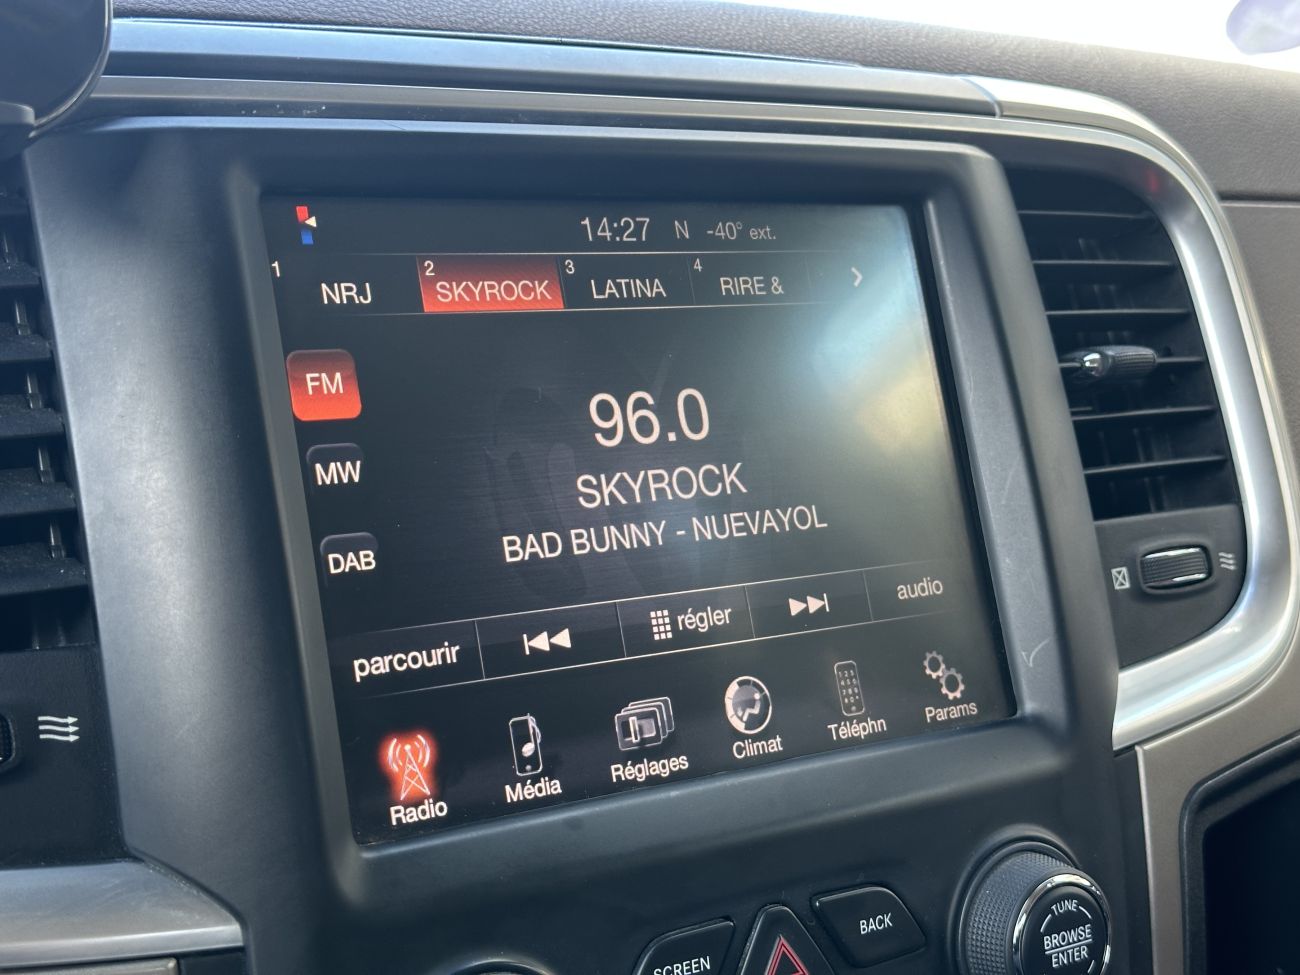 14:27 N -40° ext.
1 NRJ 2 SKYROCK 3 LATINA 4 RIRE &
FM
96.0
MW
SKYROCK
BAD BUNNY - NUEVAYOL
DAB
parcourir régler audio
Radio Média Réglages Climat Téléphn Params
SCREEN BACK
TUNE
BROWSE
ENTER